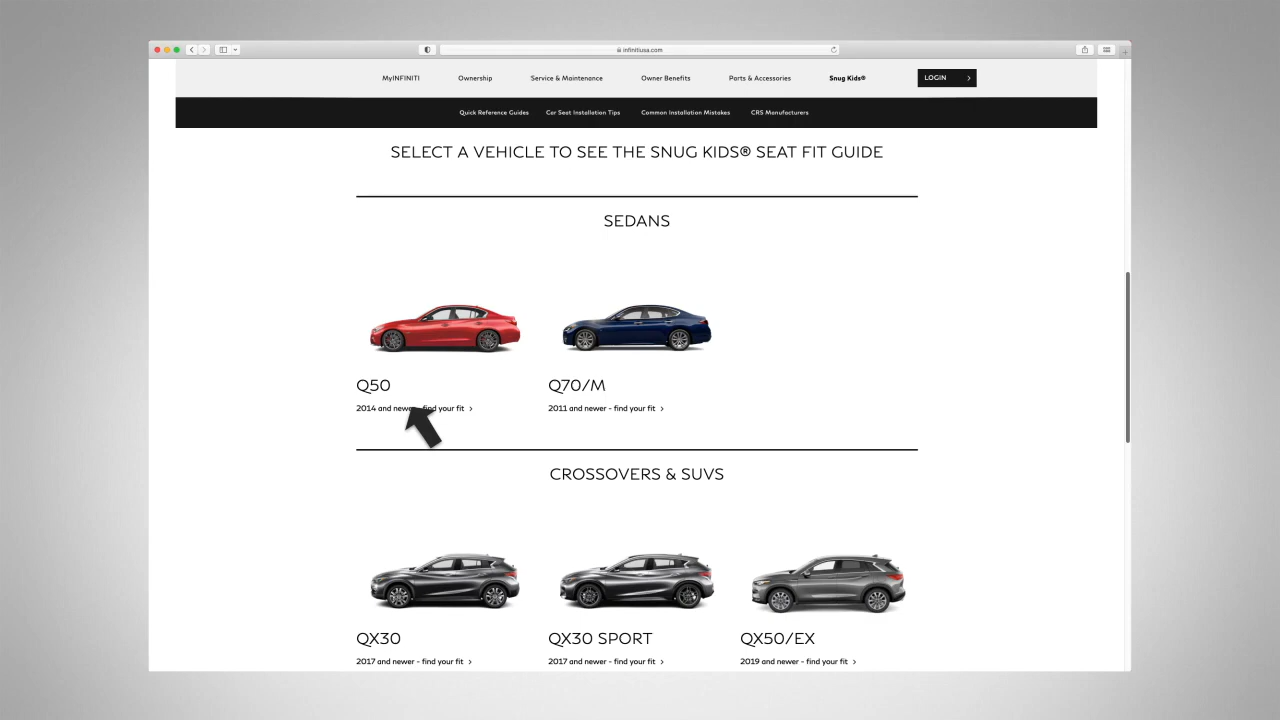 infinitiusa.com
MyINFINITI Ownership Service & Maintenance Owner Benefits Parts & Accessories Snug Kids® LOGIN
Quick Reference Guides Car Seat Installation Tips Common Installation Mistakes CRS Manufacturers
SELECT A VEHICLE TO SEE THE SNUG KIDS® SEAT FIT GUIDE
SEDANS
Q50 Q70/M
2014 and newer - find your fit 2011 and newer - find your fit
CROSSOVERS & SUVS
QX30 QX30 SPORT QX50/EX
2017 and newer - find your fit 2017 and newer - find your fit 2019 and newer - find your fit